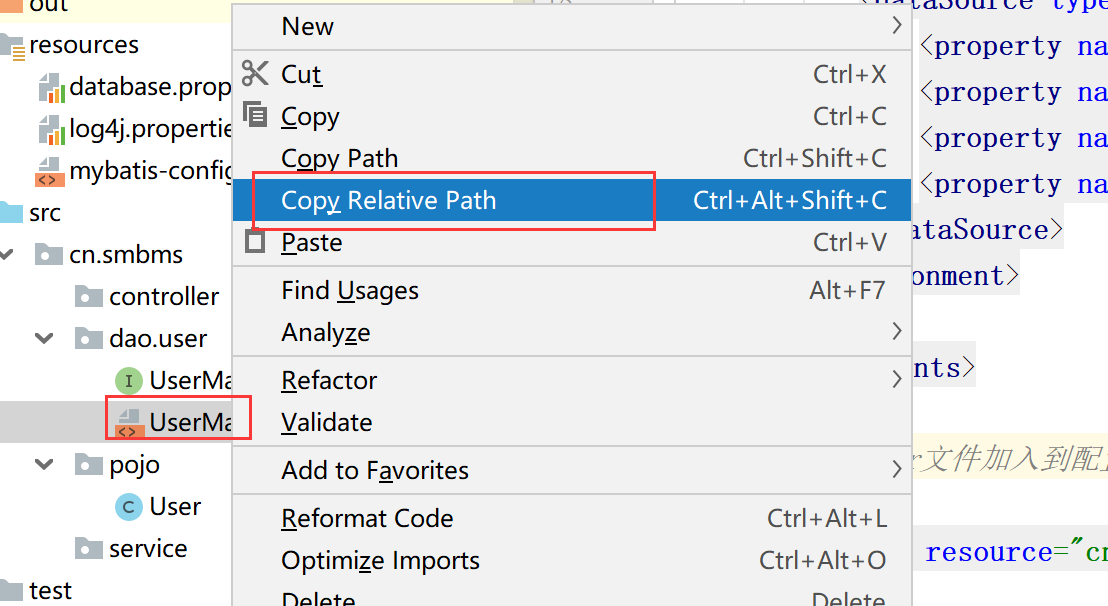 out
resources
database.prop
log4j.propertie
mybatis-config
src
cn.smbms
controller
dao.user
UserMa
UserMa
pojo
User
service
test
New
Cut Ctrl+X
Copy Ctrl+C
Copy Path Ctrl+Shift+C
Copy Relative Path Ctrl+Alt+Shift+C
Paste Ctrl+V
Find Usages Alt+F7
Analyze
Refactor
Validate
Add to Favorites
Reformat Code Ctrl+Alt+L
Optimize Imports Ctrl+Alt+O
Delete Delete
<dataSource type
<property na
<property na
<property na
<property na
ataSource>
onment>
nts>
r文件加入到配
resource="cn